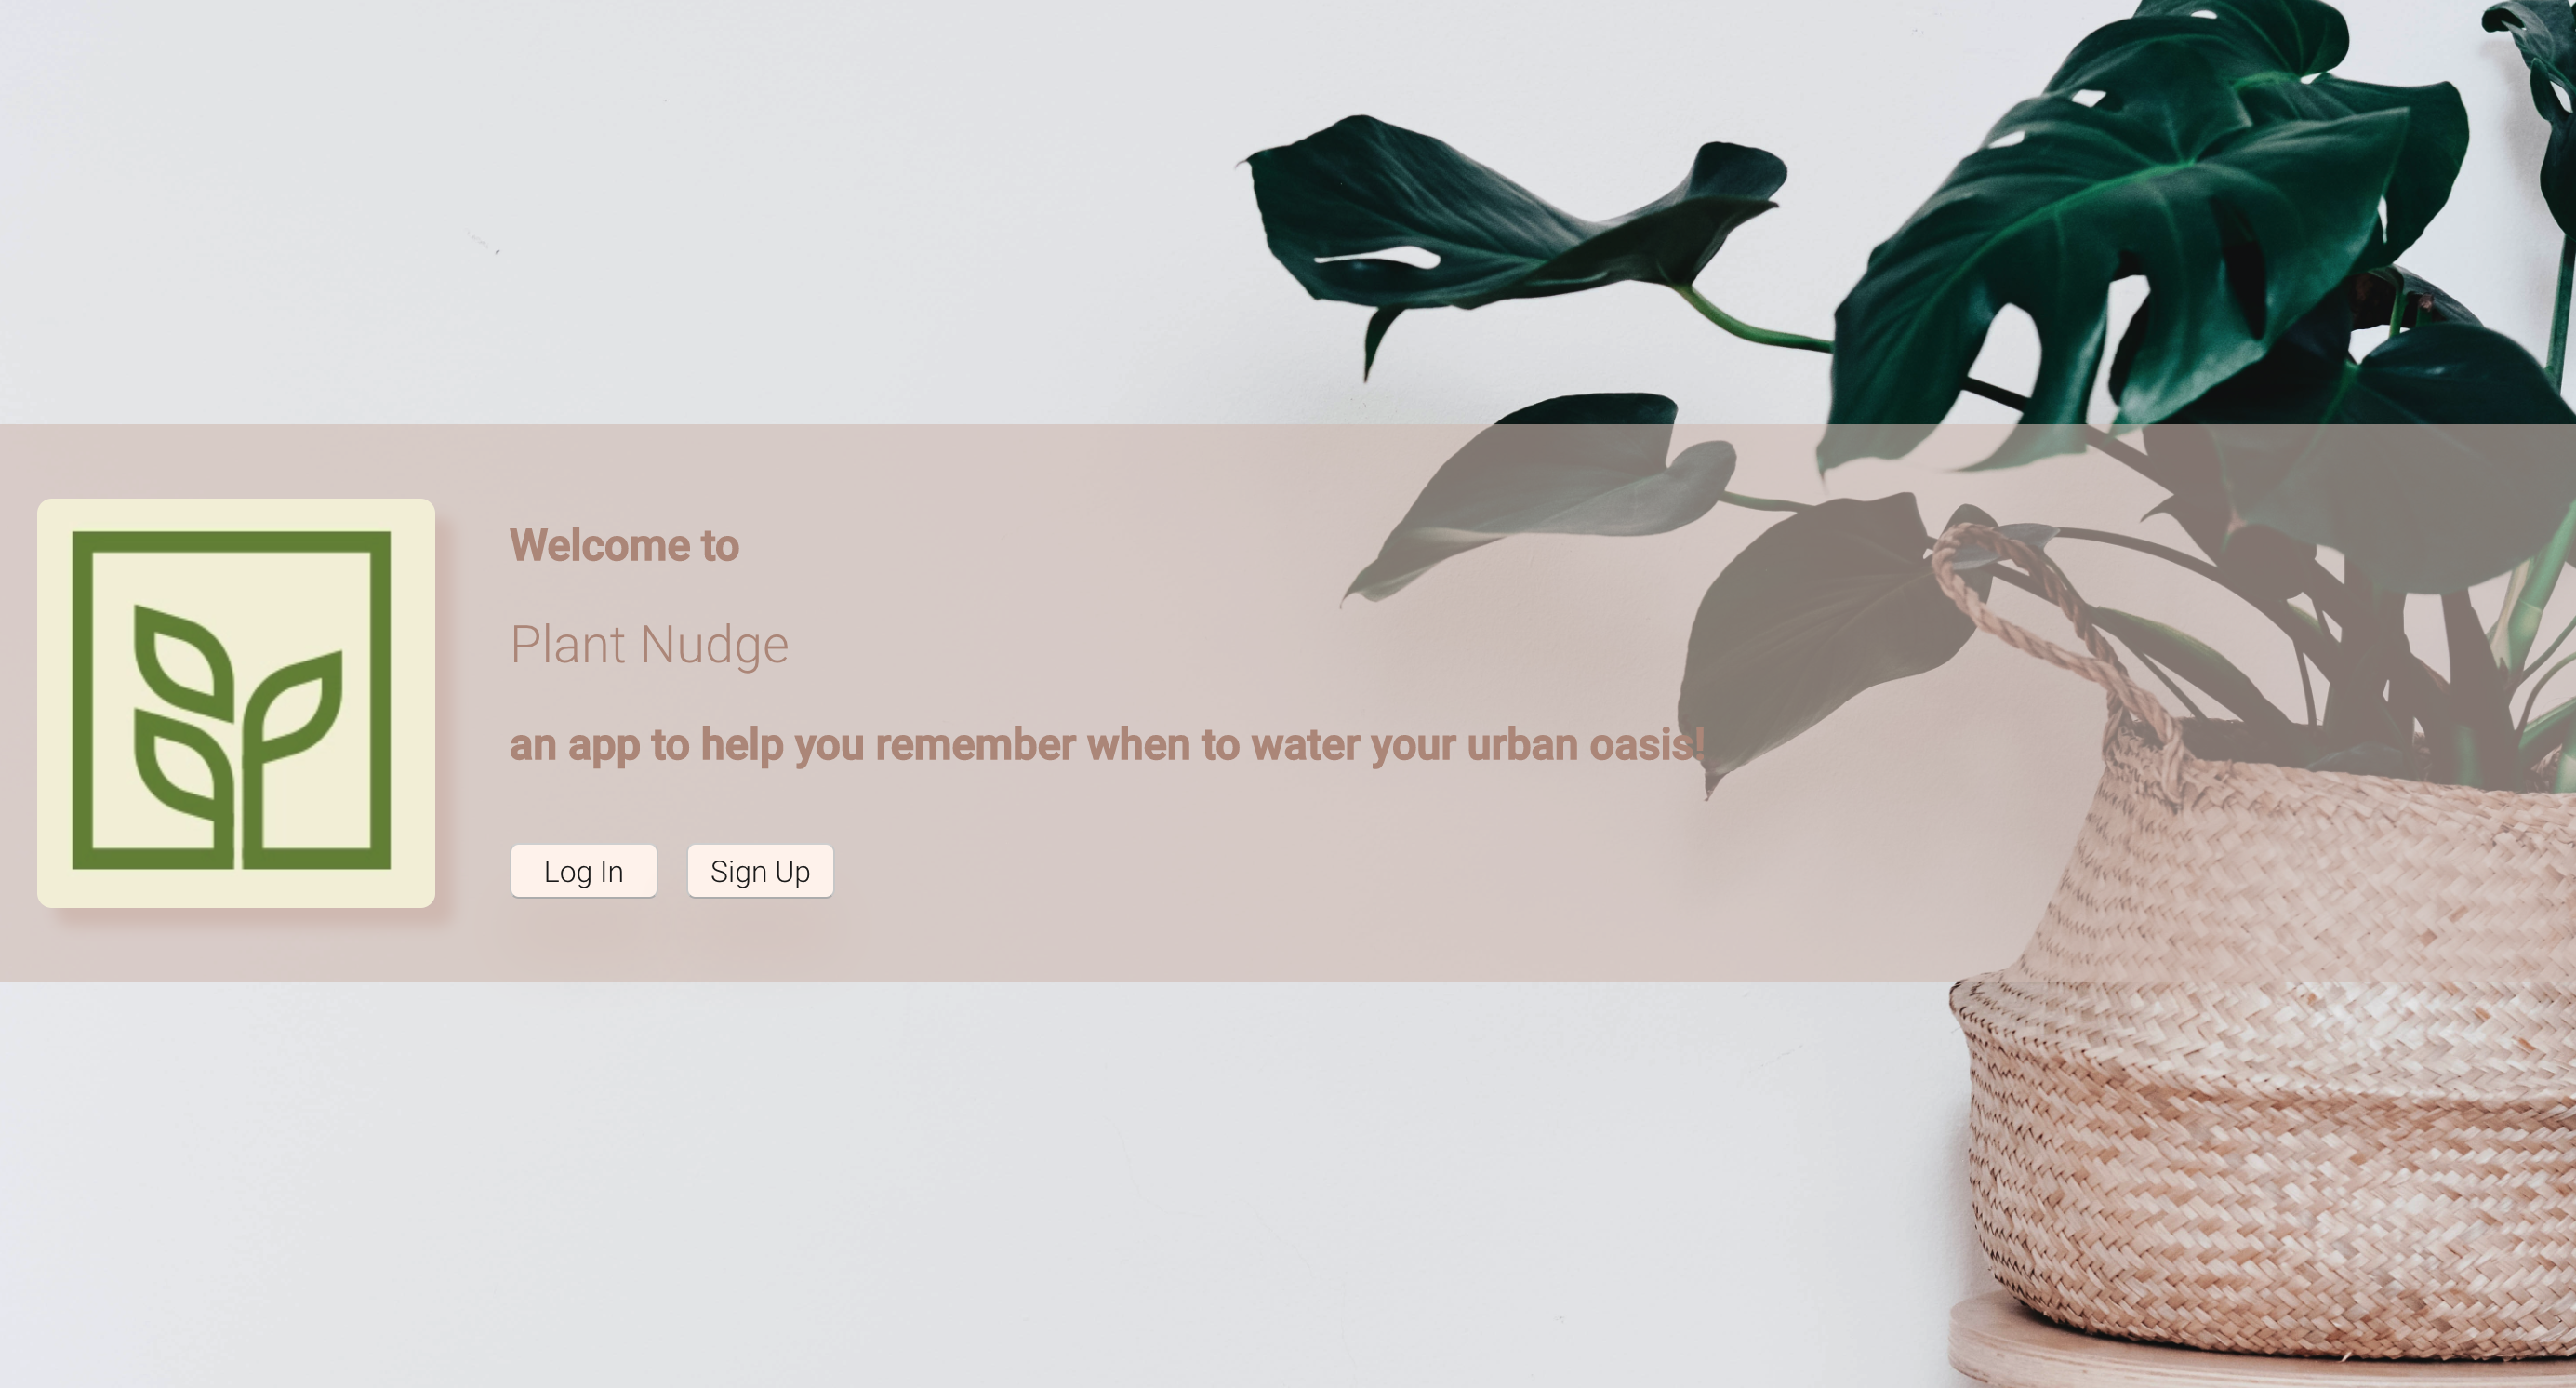 Welcome to
Plant Nudge
an app to help you remember when to water your urban oasis!
Log In Sign Up